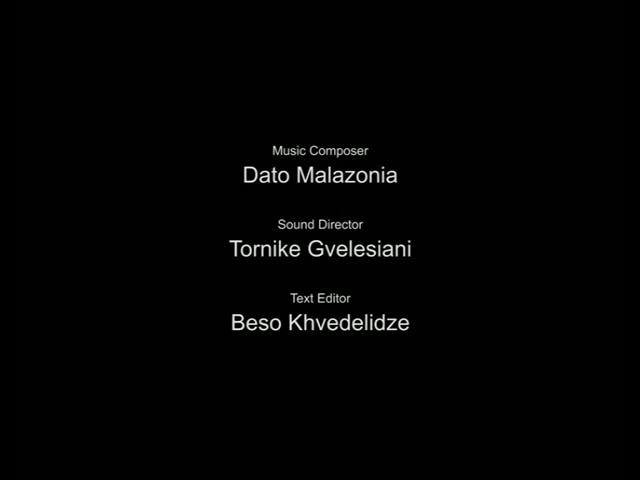 Music Composer
Dato Malazonia
Sound Director
Tornike Gvelesiani
Text Editor
Beso Khvedelidze